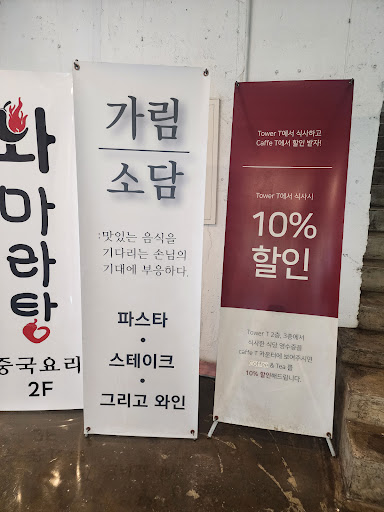 와
마
라
탕
중국요리
2F
가림
소담
:맛있는 음식을
기다리는 손님의
기대에 부응하다.
파스타
•
스테이크
•
그리고 와인
Tower T에서 식사하고
Caffe T에서 할인 받자!
Tower T에서 식사시
10%
할인
Tower T 2층, 3층에서
식사한 식당 영수증을
Caffe T 카운터에 보여주시면
& Tea 를
10% 할인해드립니다.